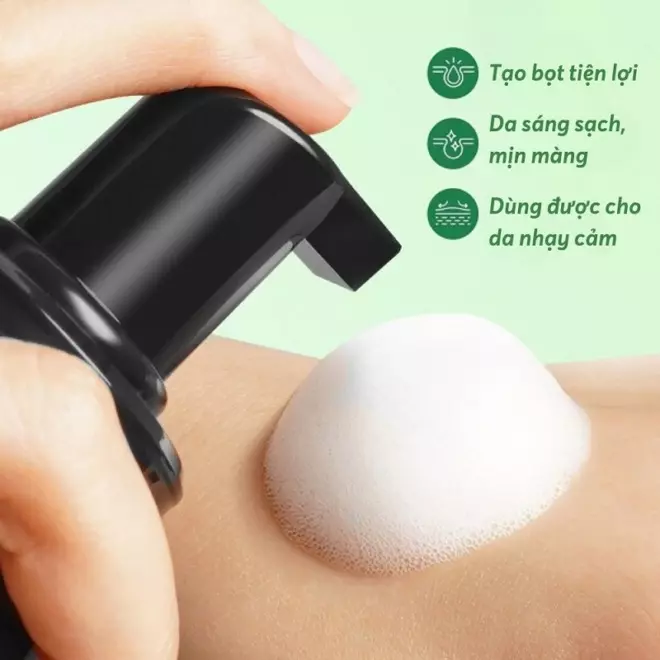 Tạo bọt tiện lợi
Da sáng sạch,
mịn màng
Dùng được cho
da nhạy cảm